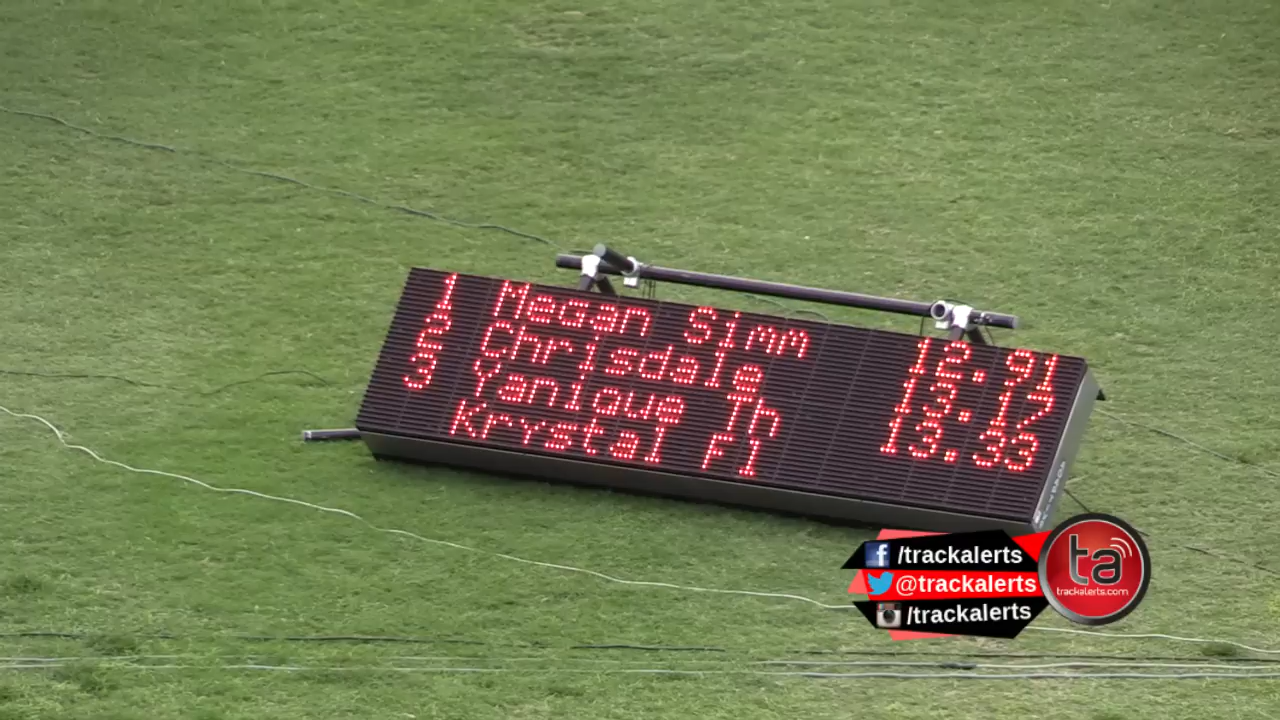 1 Megan Simm 12.91
2 Chrisdale 13.17
3 Yanique Th 13.33
Krystal Fl
/trackalerts
@trackalerts
/trackalerts
ta
trackalerts.com